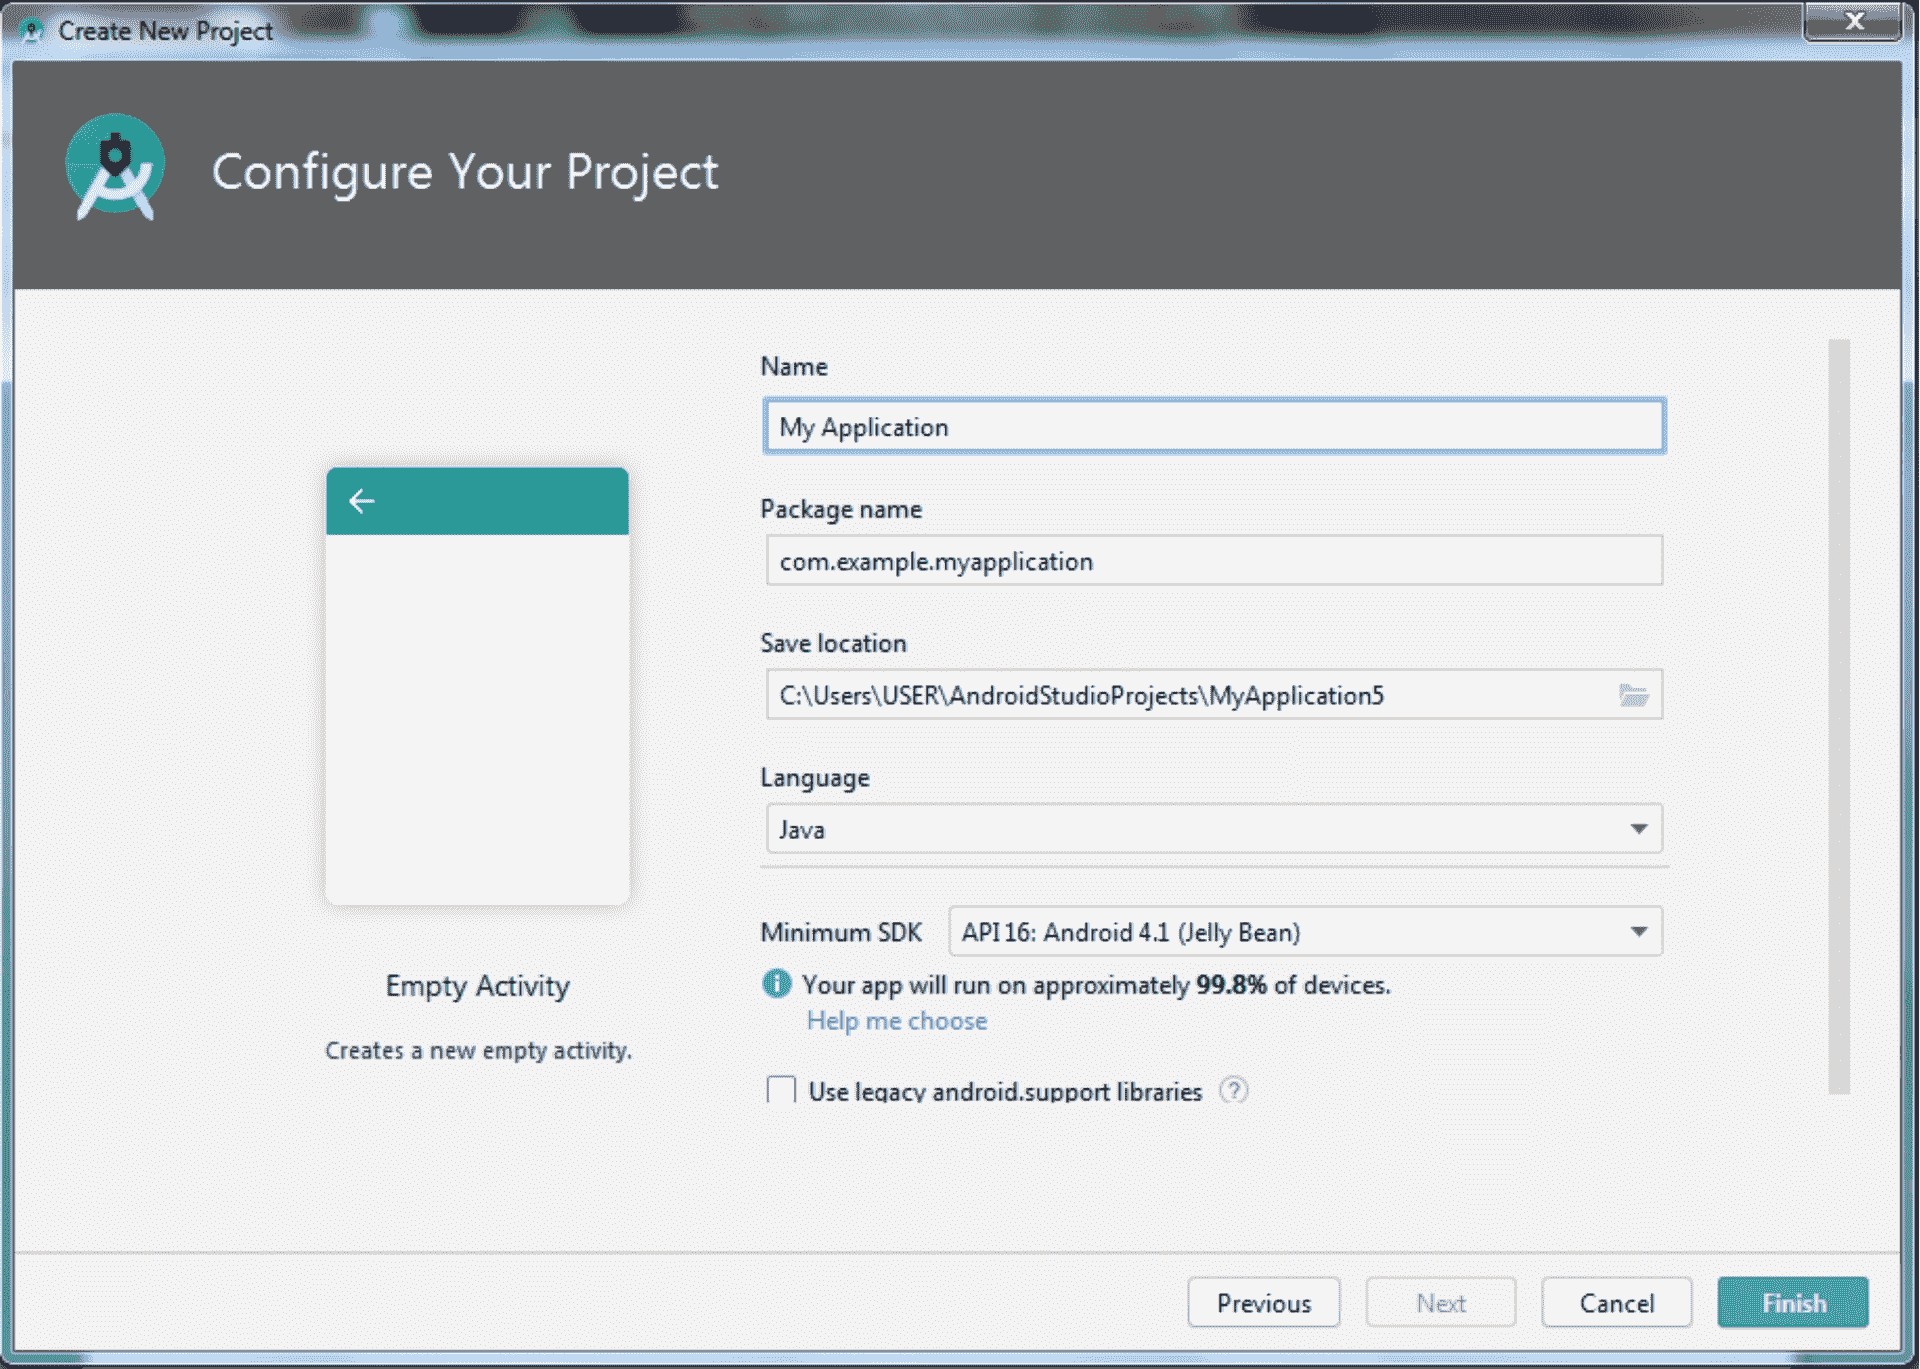 Create New Project
X
Configure Your Project
Name
My Application
Package name
com.example.myapplication
Save location
C:\Users\USER\AndroidStudioProjects\MyApplication5
Language
Java
Minimum SDK API 16: Android 4.1 (Jelly Bean)
i Your app will run on approximately 99.8% of devices.
Help me choose
Use legacy android.support libraries ?
Empty Activity
Creates a new empty activity.
Previous Next Cancel Finish